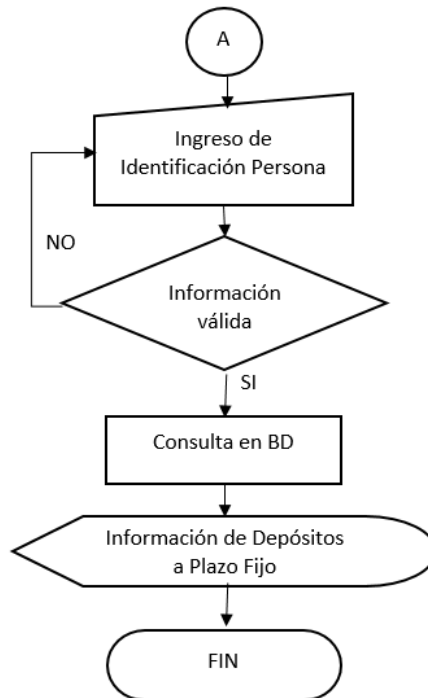 A
Ingreso de
Identificación Persona
NO
Información
válida
SI
Consulta en BD
Información de Depósitos
a Plazo Fijo
FIN